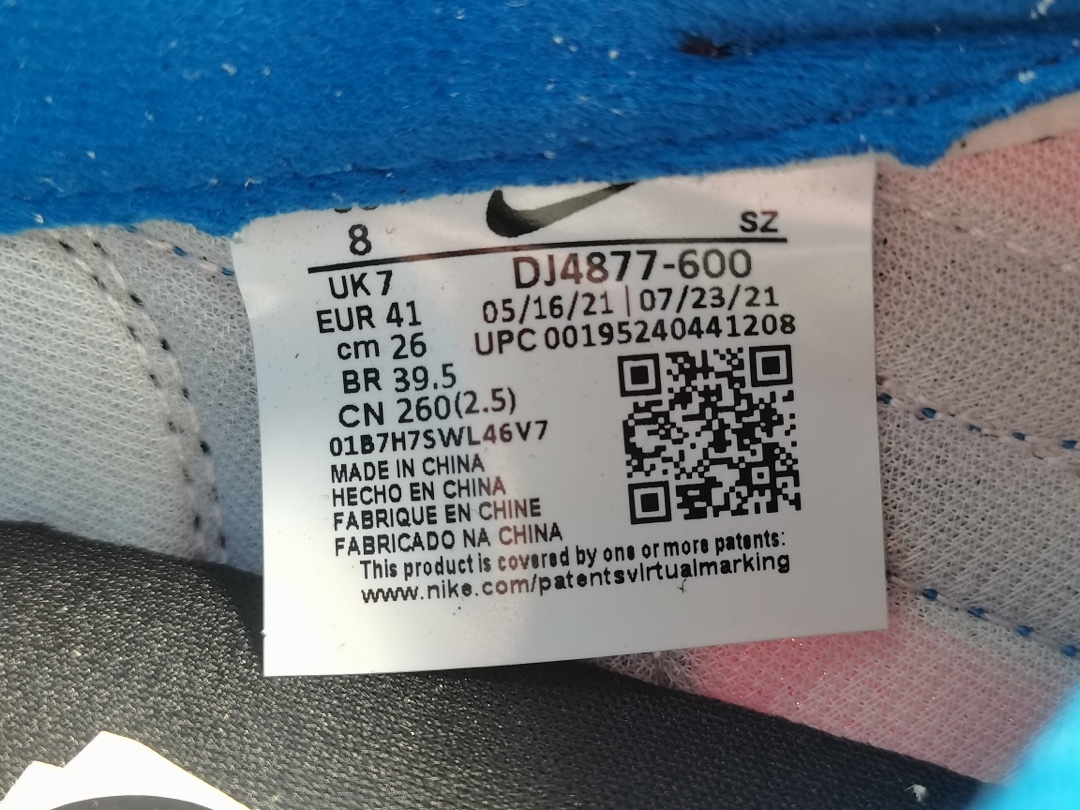 8
SZ
UK 7
DJ4877-600
EUR 41
05/16/21 | 07/23/21
cm 26
UPC 00195240441208
BR 39.5
CN 260(2.5)
01B7H7SWL46V7
MADE IN CHINA
HECHO EN CHINA
FABRIQUE EN CHINE
FABRICADO NA CHINA
This product is covered by one or more patents:
www.nike.com/patentsvirtualmarking